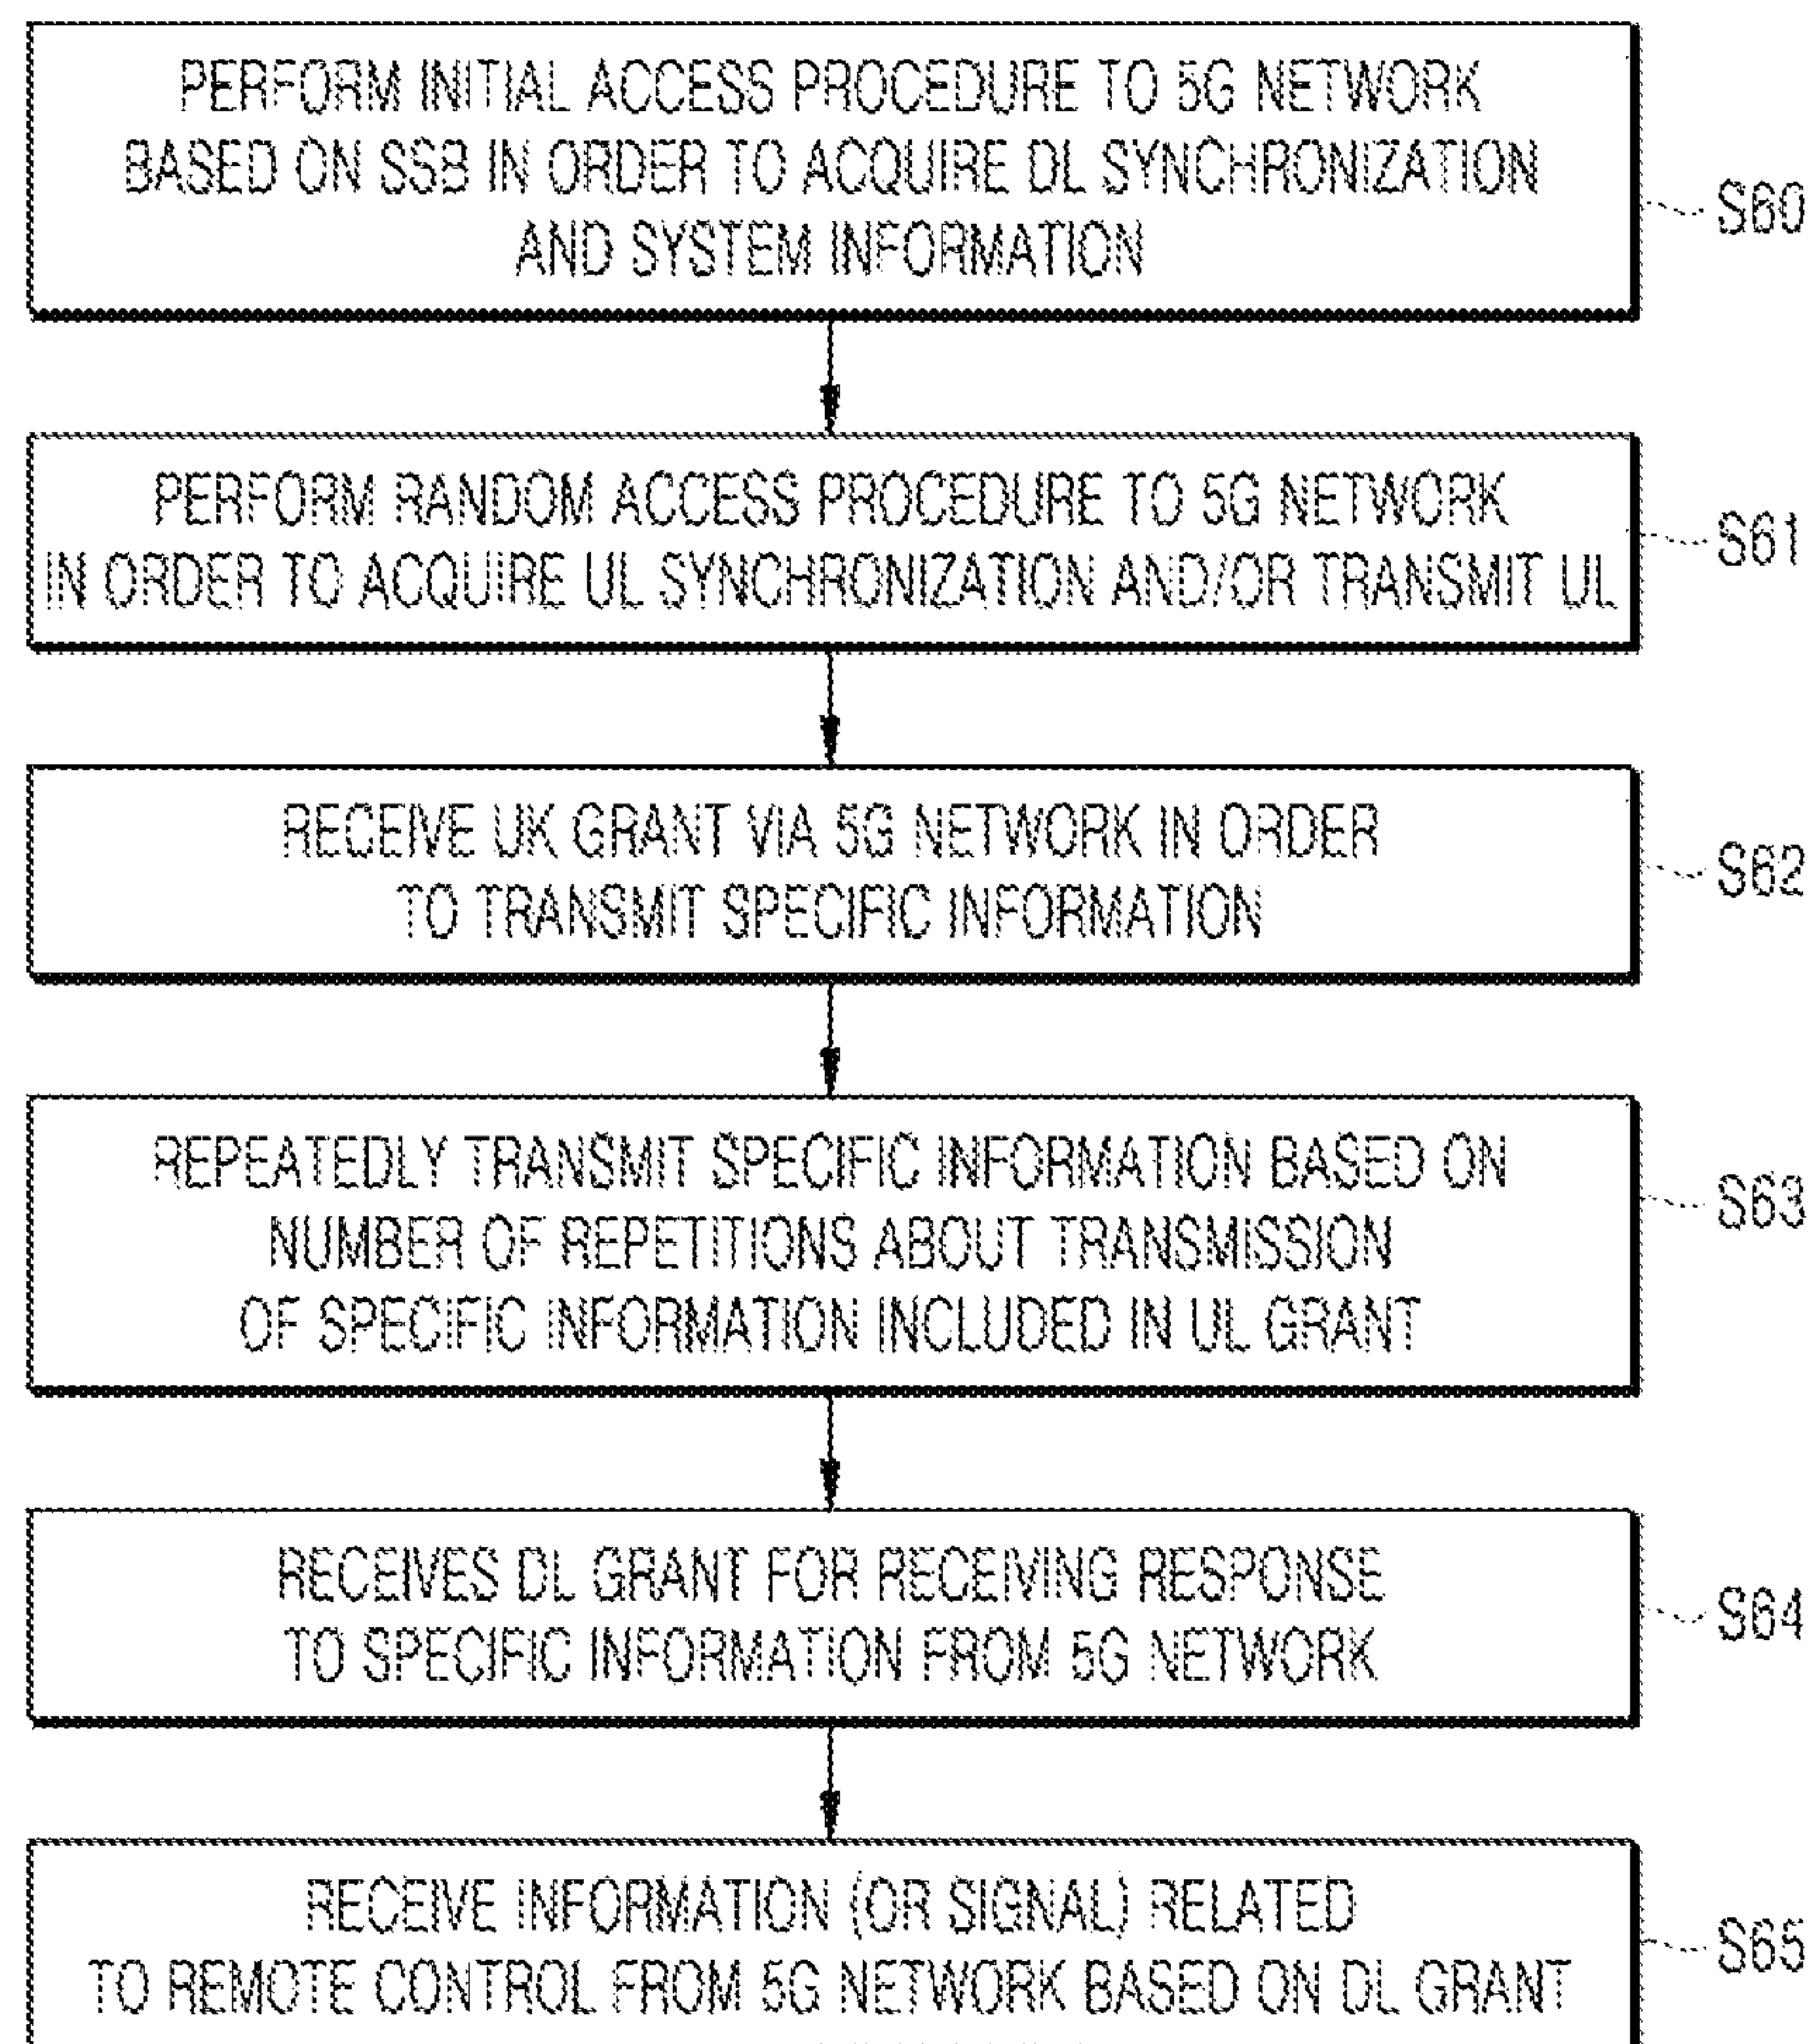 PERFORM INITIAL ACCESS PROCEDURE TO 5G NETWORK
BASED ON SSB IN ORDER TO ACQUIRE DL SYNCHRONIZATION
AND SYSTEM INFORMATION
S60
PERFORM RANDOM ACCESS PROCEDURE TO 5G NETWORK
IN ORDER TO ACQUIRE UL SYNCHRONIZATION AND/OR TRANSMIT UL
S61
RECEIVE UK GRANT VIA 5G NETWORK IN ORDER
TO TRANSMIT SPECIFIC INFORMATION
S62
REPEATEDLY TRANSMIT SPECIFIC INFORMATION BASED ON
NUMBER OF REPETITIONS ABOUT TRANSMISSION
OF SPECIFIC INFORMATION INCLUDED IN UL GRANT
S63
RECEIVES DL GRANT FOR RECEIVING RESPONSE
TO SPECIFIC INFORMATION FROM 5G NETWORK
S64
RECEIVE INFORMATION (OR SIGNAL) RELATED
TO REMOTE CONTROL FROM 5G NETWORK BASED ON DL GRANT
S65